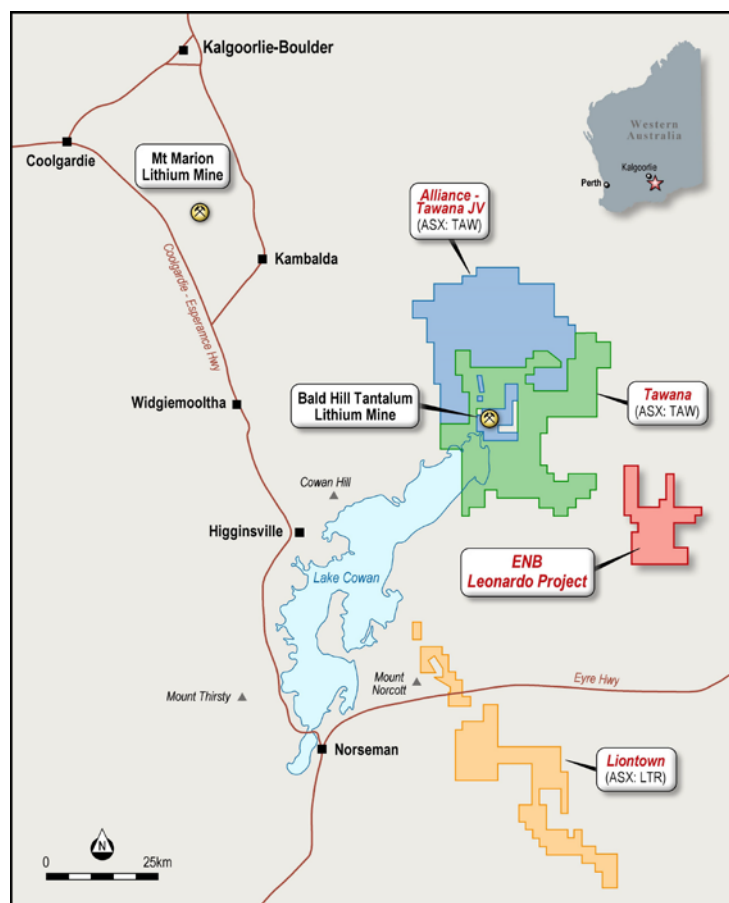 Kalgoorlie-Boulder
Coolgardie
Mt Marion
Lithium Mine
Kambalda
Coolgardie - Esperamce Hwy
Western
Australia
Kalgoorlie
Perth
Alliance -
Tawana JV
(ASX: TAW)
Widgiemooltha
Bald Hill Tantalum
Lithium Mine
Tawana
(ASX: TAW)
Cowan Hill
Higginsville
Lake Cowan
ENB
Leonardo Project
Mount Thirsty
Mount
Norcott
Eyre Hwy
Norseman
Liontown
(ASX: LTR)
N
0 25km